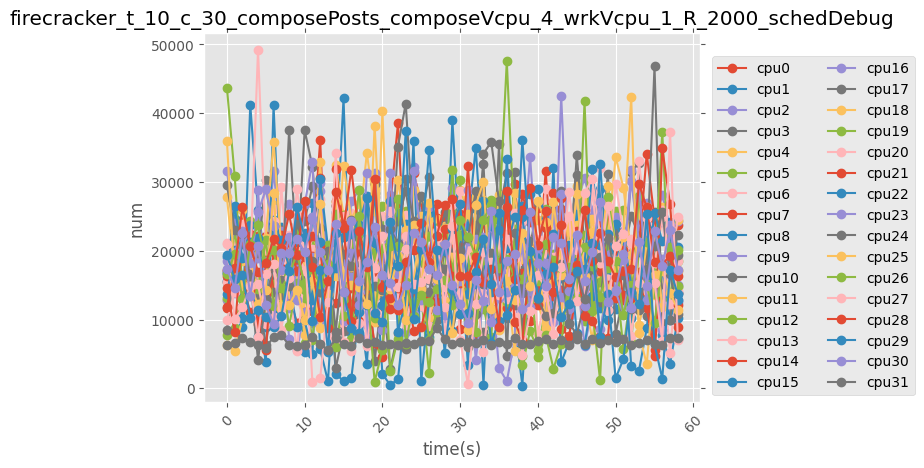 firecracker_t_10_c_30_composePosts_composeVcpu_4_wrkVcpu_1_R_2000_schedDebug
50000
40000
30000
20000
10000
0
num
0
10
20
30
40
50
60
time(s)
cpu0
cpu1
cpu2
cpu3
cpu4
cpu5
cpu6
cpu7
cpu8
cpu9
cpu10
cpu11
cpu12
cpu13
cpu14
cpu15
cpu16
cpu17
cpu18
cpu19
cpu20
cpu21
cpu22
cpu23
cpu24
cpu25
cpu26
cpu27
cpu28
cpu29
cpu30
cpu31